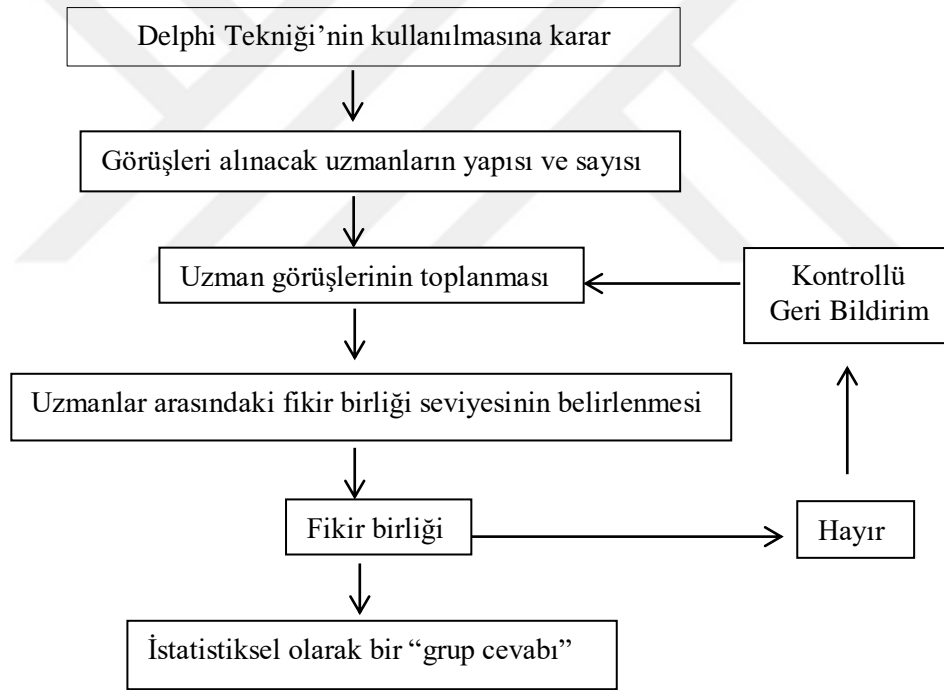 Delphi Tekniği’nin kullanılmasına karar
Görüşleri alınacak uzmanların yapısı ve sayısı
Uzman görüşlerinin toplanması
Kontrollü
Geri Bildirim
Uzmanlar arasındaki fikir birliği seviyesinin belirlenmesi
Fikir birliği
Hayır
İstatistiksel olarak bir “grup cevabı”